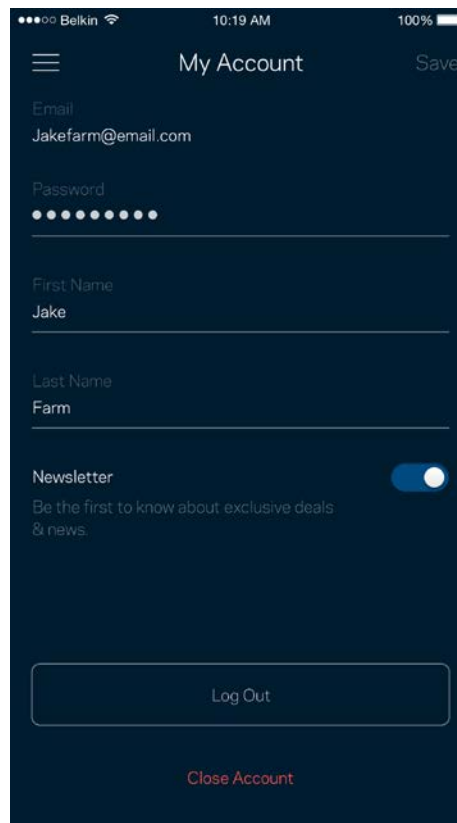 Belkin 10:19 AM 100%
My Account Save
Email
Jakefarm@email.com
Password
●●●●●●●●●
First Name
Jake
Last Name
Farm
Newsletter
Be the first to know about exclusive deals
& news.
Log Out
Close Account